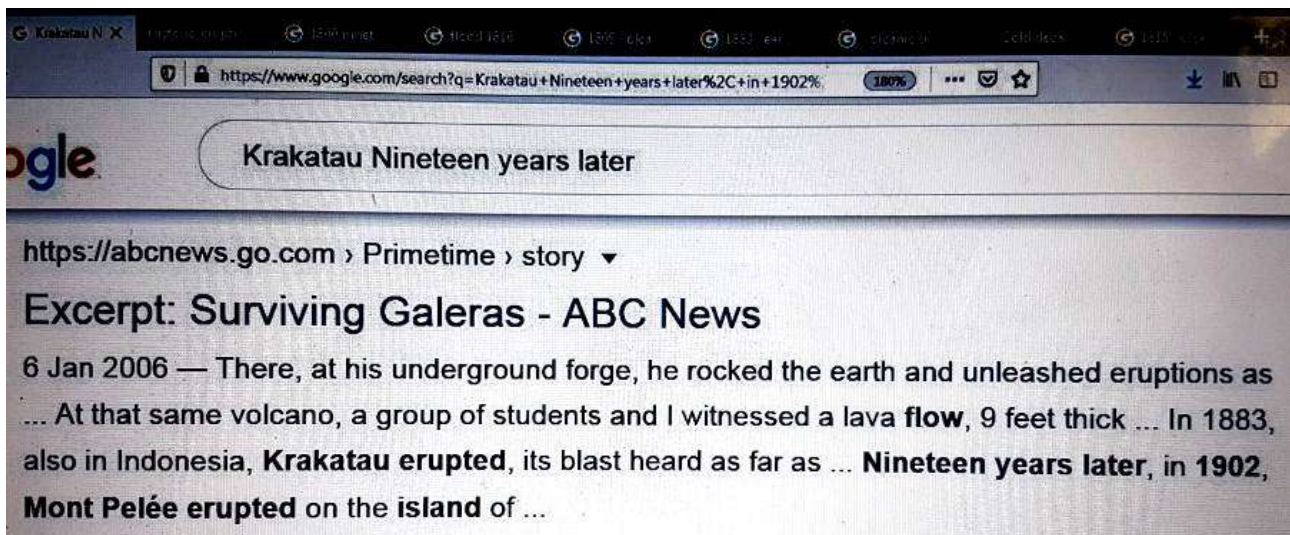 Krakatau N X
https://www.google.com/search?q=Krakatau+Nineteen+years+later%2C+in+1902% 180%
ogle
Krakatau Nineteen years later
https://abcnews.go.com › Primetime › story
Excerpt: Surviving Galeras - ABC News
6 Jan 2006 — There, at his underground forge, he rocked the earth and unleashed eruptions as
... At that same volcano, a group of students and I witnessed a lava flow, 9 feet thick ... In 1883,
also in Indonesia, Krakatau erupted, its blast heard as far as ... Nineteen years later, in 1902,
Mont Pelée erupted on the island of ...